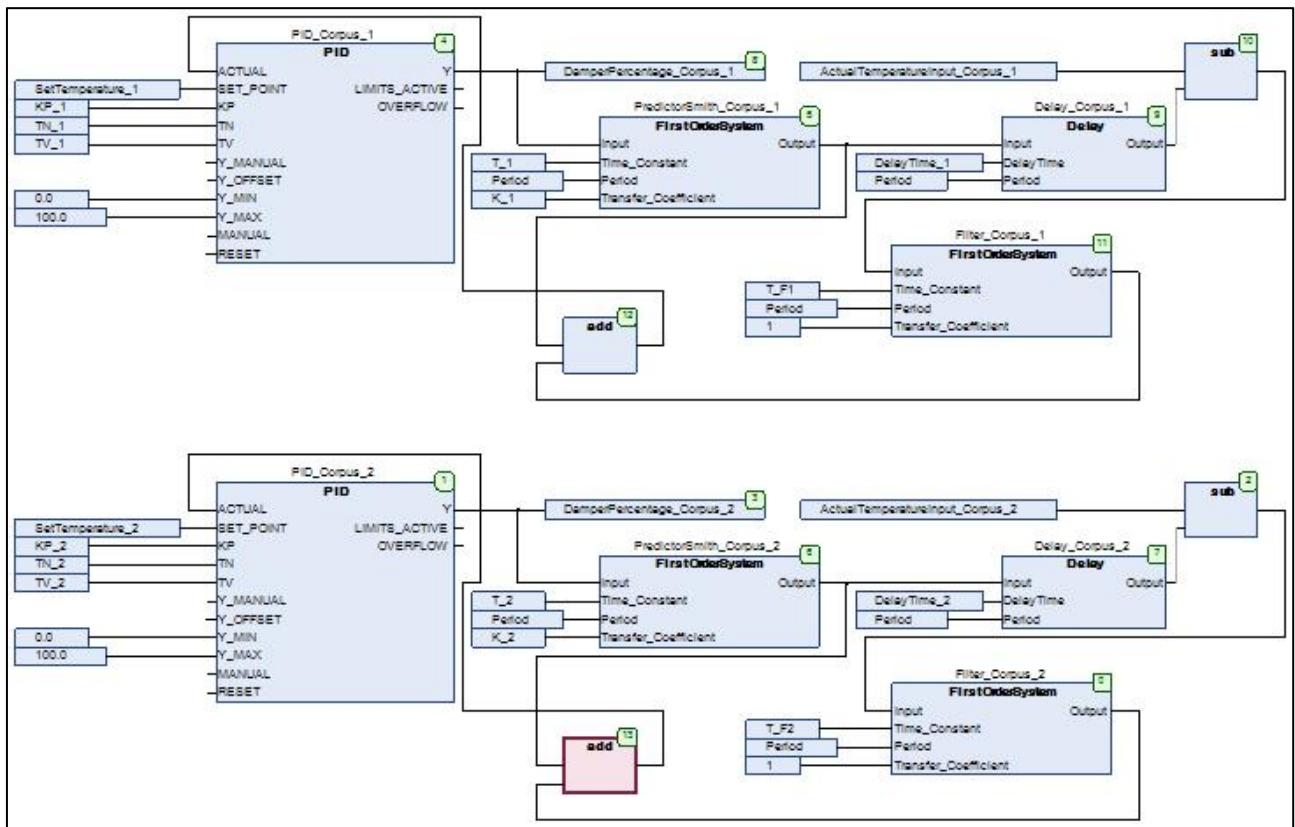 PID_Corpus_1
4
PID
ACTUAL Y
SET_POINT LIMITS_ACTIVE
KP OVERFLOW
TN
TV
Y_MANUAL
Y_OFFSET
Y_MIN
Y_MAX
MANUAL
RESET
SetTemperature_1
KP_1
TN_1
TV_1
0.0
100.0
DamperPercentage_Corpus_1
ActualTemperatureInput_Corpus_1
10
sub
PredictorSmith_Corpus_1
5
FirstOrderSystem
Input Output
Time_Constant
Period
Transfer_Coefficient
T_1
Period
K_1
Delay_Corpus_1
9
Delay
Input Output
DelayTime
Period
DelayTime_1
Period
Filter_Corpus_1
11
FirstOrderSystem
Input Output
Time_Constant
Period
Transfer_Coefficient
T_F1
Period
1
12
add
PID_Corpus_2
1
PID
ACTUAL Y
SET_POINT LIMITS_ACTIVE
KP OVERFLOW
TN
TV
Y_MANUAL
Y_OFFSET
Y_MIN
Y_MAX
MANUAL
RESET
SetTemperature_2
KP_2
TN_2
TV_2
0.0
100.0
DamperPercentage_Corpus_2
3
ActualTemperatureInput_Corpus_2
2
sub
PredictorSmith_Corpus_2
6
FirstOrderSystem
Input Output
Time_Constant
Period
Transfer_Coefficient
T_2
Period
K_2
Delay_Corpus_2
7
Delay
Input Output
DelayTime
Period
DelayTime_2
Period
Filter_Corpus_2
0
FirstOrderSystem
Input Output
Time_Constant
Period
Transfer_Coefficient
T_F2
Period
1
13
add